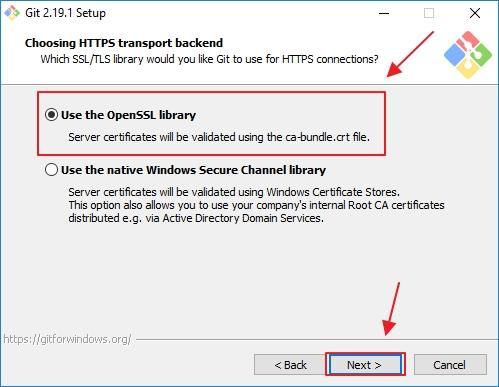 Git 2.19.1 Setup
Choosing HTTPS transport backend
Which SSL/TLS library would you like Git to use for HTTPS connections?
Use the OpenSSL library
Server certificates will be validated using the ca-bundle.crt file.
Use the native Windows Secure Channel library
Server certificates will be validated using Windows Certificate Stores.
This option also allows you to use your company's internal Root CA certificates
distributed e.g. via Active Directory Domain Services.
https://gitforwindows.org/
< Back Next > Cancel